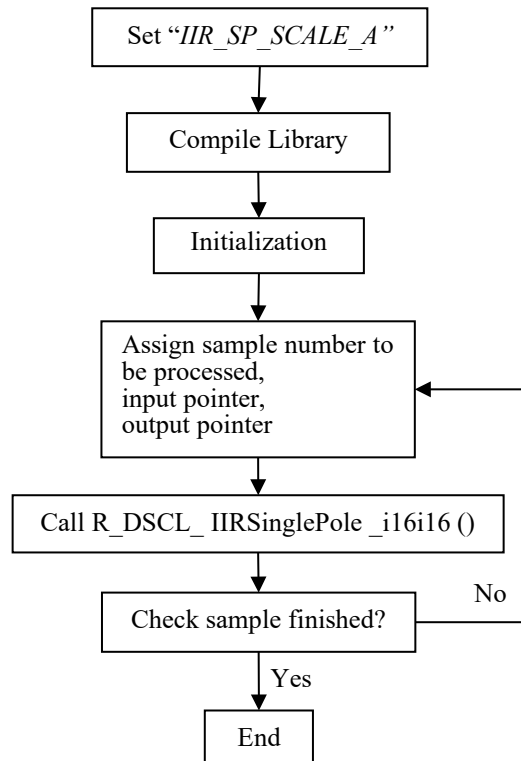 Set “IIR_SP_SCALE_A”
Compile Library
Initialization
Assign sample number to
be processed,
input pointer,
output pointer
Call R_DSCL_ IIRSinglePole _i16i16 ()
Check sample finished?
No
Yes
End